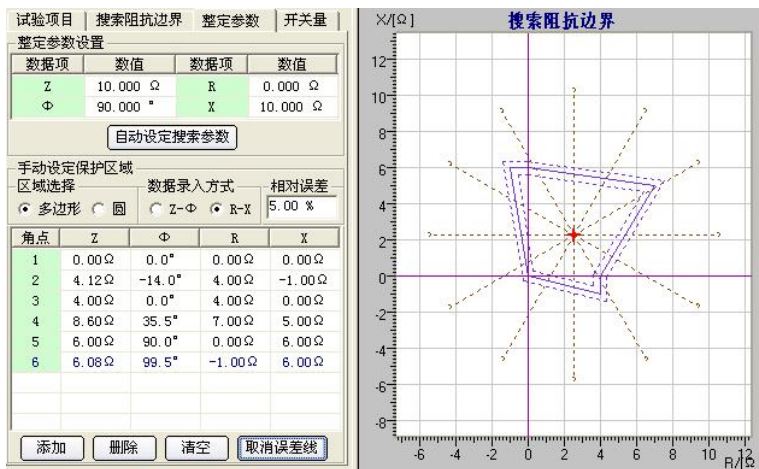 试验项目 搜索阻抗边界 整定参数 开关量
整定参数设置
数据项 数值 数据项 数值
Z 10.000 Ω R 0.000 Ω
Φ 90.000 ° X 10.000 Ω
自动设定搜索参数
手动设定保护区域
区域选择 数据录入方式 相对误差
多边形 圆 Z-Φ R-X 5.00 %
角点 Z Φ R X
1 0.00Ω 0.0° 0.00Ω 0.00Ω
2 4.12Ω -14.0° 4.00Ω -1.00Ω
3 4.00Ω 0.0° 4.00Ω 0.00Ω
4 8.60Ω 35.5° 7.00Ω 5.00Ω
5 6.00Ω 90.0° 0.00Ω 6.00Ω
6 6.08Ω 99.5° -1.00Ω 6.00Ω
添加 删除 清空 取消误差线
X/[Ω] 搜索阻抗边界
12
10
8
6
4
2
0
-2
-4
-6
-8
-6 -4 -2 0 2 4 6 8 10 12
R/[Ω